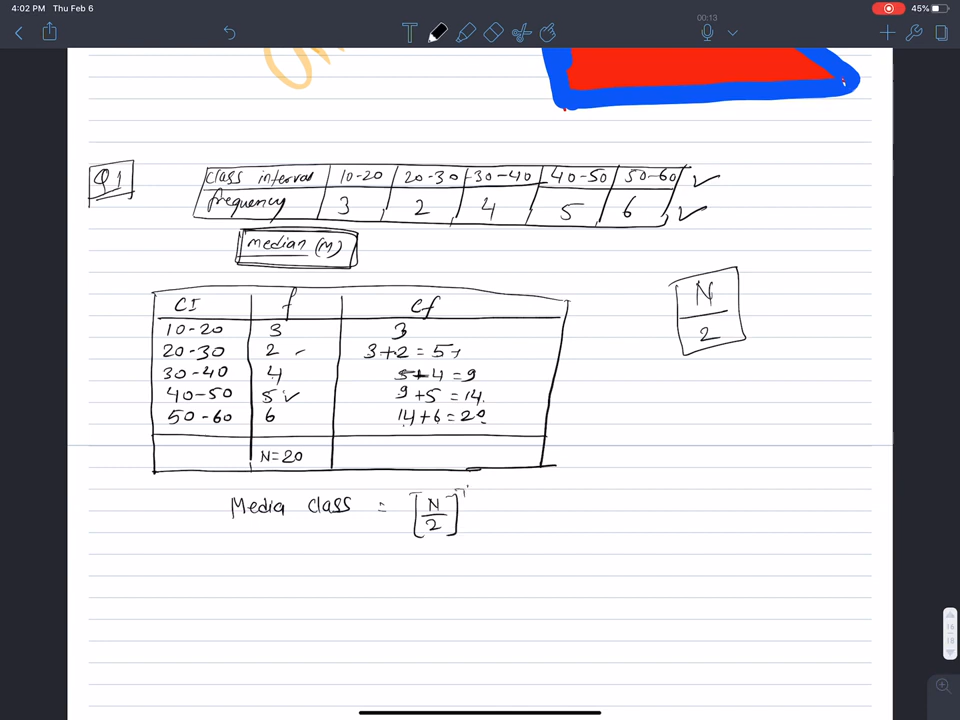 4:02 PM Thu Feb 6
45%
00:13
Q1
class interval 10-20 20-30 30-40 40-50 50-60
frequency 3 2 4 5 6
median (M)
CI f Cf
10-20 3 3
20-30 2 3+2=5
30-40 4 5+4=9
40-50 5 9+5=14
50-60 6 14+6=20
N=20
N
2
Media class = [N/2]
16
18